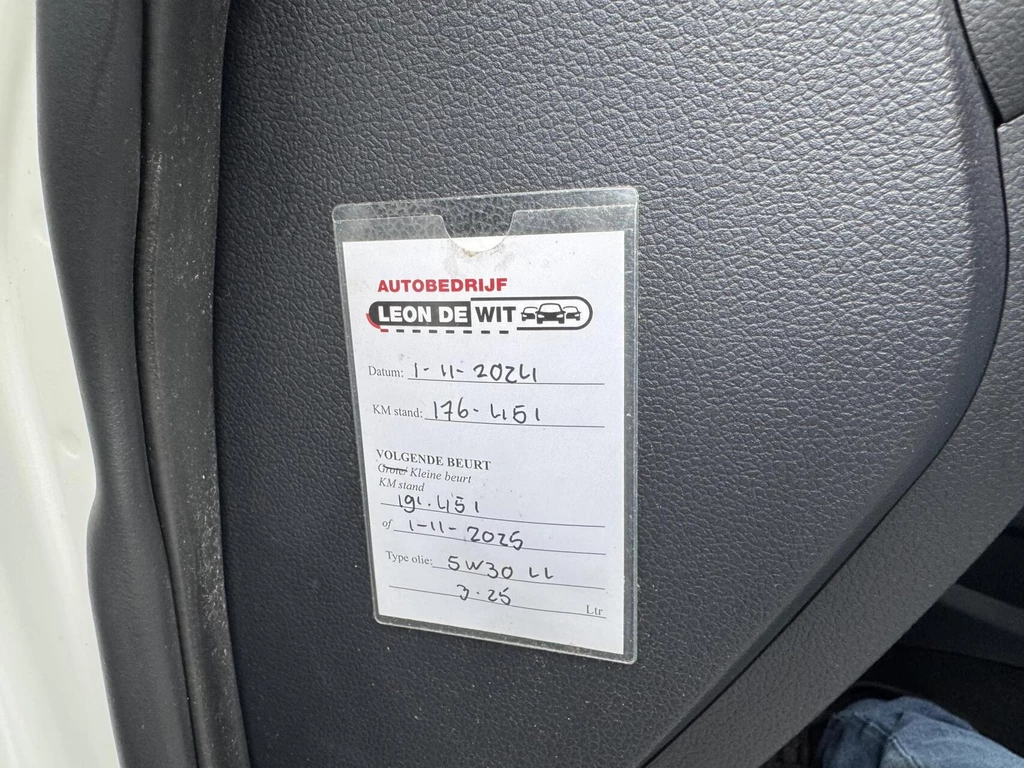 AUTOBEDRIJF
LEON DE WIT
Datum: 1-11-2024
KM stand: 176-451
VOLGENDE BEURT
Grote/ Kleine beurt
KM stand
191.451
of 1-11-2025
Type olie: 5W30 LL
3.25 Ltr